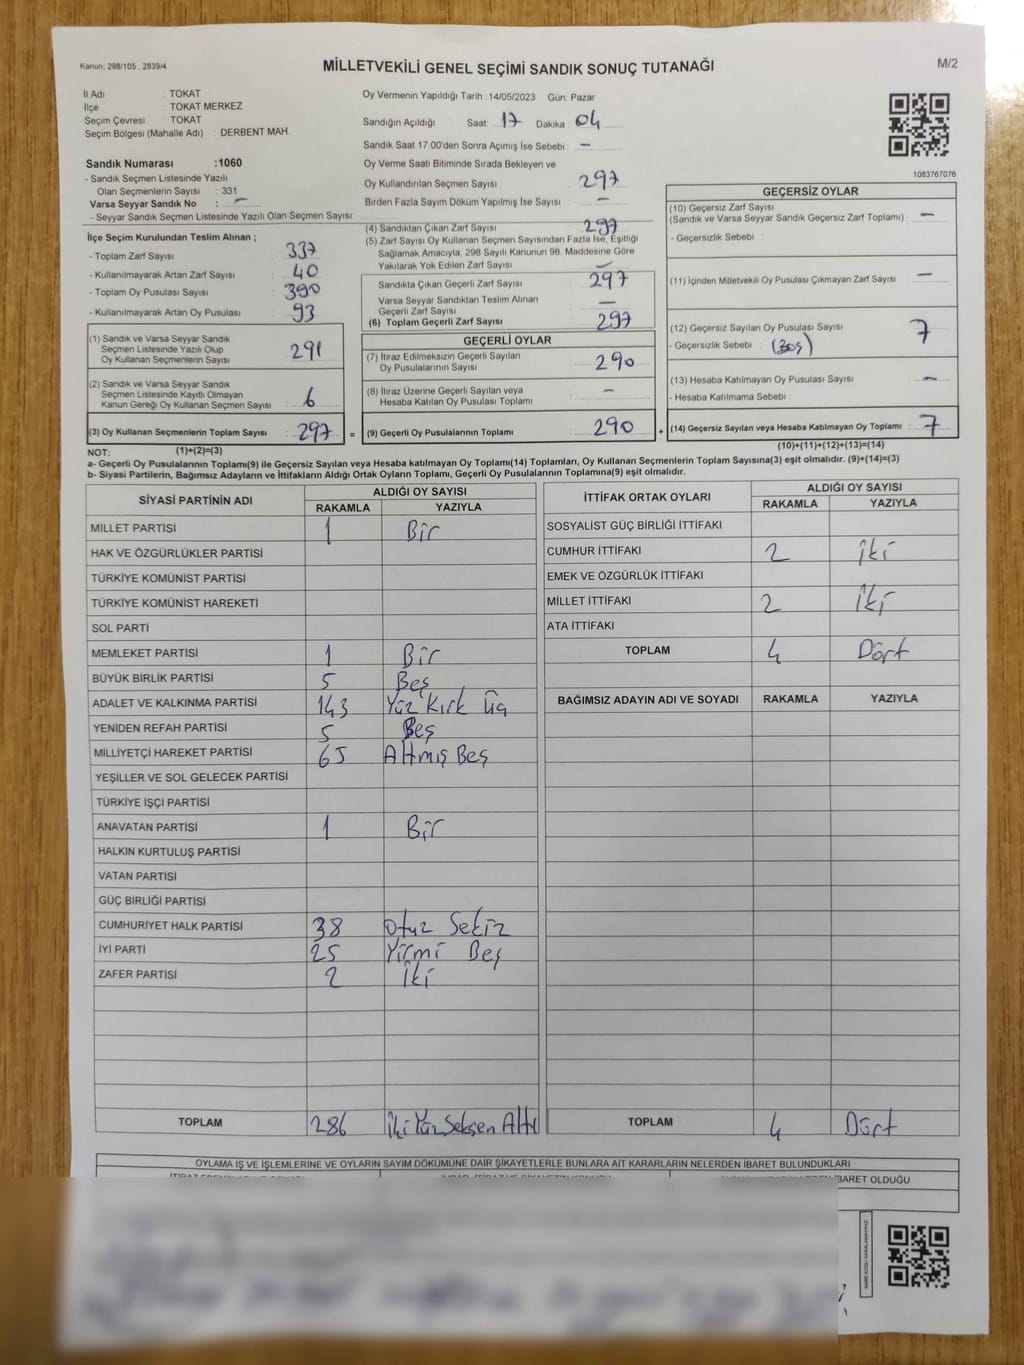 Kanun: 298/105 , 2839/4
MİLLETVEKİLİ GENEL SEÇİMİ SANDIK SONUÇ TUTANAĞI
M/2
İl Adı : TOKAT
İlçe : TOKAT MERKEZ
Seçim Çevresi : TOKAT
Seçim Bölgesi (Mahalle Adı) : DERBENT MAH.
Sandık Numarası :1060
- Sandık Seçmen Listesinde Yazılı
Olan Seçmenlerin Sayısı : 331
Varsa Seyyar Sandık No : –
- Seyyar Sandık Seçmen Listesinde Yazılı Olan Seçmen Sayısı:
Oy Vermenin Yapıldığı Tarih :14/05/2023 Gün: Pazar
Sandığın Açıldığı Saat: 17 Dakika: 04
Sandık Saat 17.00'den Sonra Açımış İse Sebebi : –
Oy Verme Saati Bitiminde Sırada Bekleyen ve
Oy Kullandırılan Seçmen Sayısı : 297
Birden Fazla Sayım Döküm Yapılmış İse Sayısı : –
1083767076
İlçe Seçim Kurulundan Teslim Alınan ;
- Toplam Zarf Sayısı : 337
- Kullanılmayarak Artan Zarf Sayısı : 40
- Toplam Oy Pusulası Sayısı : 390
- Kullanılmayarak Artan Oy Pusulası : 93
(1) Sandık ve Varsa Seyyar Sandık
Seçmen Listesinde Yazılı Olup
Oy Kullanan Seçmenlerin Sayısı : 291
(2) Sandık ve Varsa Seyyar Sandık
Seçmen Listesinde Kayıtlı Olmayan
Kanun Gereği Oy Kullanan Seçmen Sayısı : 6
(3) Oy Kullanan Seçmenlerin Toplam Sayısı : 297 =
(4) Sandıktan Çıkan Zarf Sayısı : 297
(5) Zarf Sayısı Oy Kullanan Seçmen Sayısından Fazla İse, Eşitliği
Sağlamak Amacıyla, 298 Sayılı Kanunun 98. Maddesine Göre
Yakılarak Yok Edilen Zarf Sayısı : –
Sandıkta Çıkan Geçerli Zarf Sayısı : 297
Varsa Seyyar Sandıktan Teslim Alınan
Geçerli Zarf Sayısı : –
(6) Toplam Geçerli Zarf Sayısı : 297
GEÇERLİ OYLAR
(7) İtiraz Edilmeksizin Geçerli Sayılan
Oy Pusulalarının Sayısı : 290
(8) İtiraz Üzerine Geçerli Sayılan veya
Hesaba Katılan Oy Pusulası Toplamı : –
(9) Geçerli Oy Pusulalarının Toplamı : 290 +
GEÇERSİZ OYLAR
(10) Geçersiz Zarf Sayısı
(Sandık ve Varsa Seyyar Sandık Geçersiz Zarf Toplamı) : –
- Geçersizlik Sebebi :
(11) İçinden Milletvekili Oy Pusulası Çıkmayan Zarf Sayısı : –
(12) Geçersiz Sayılan Oy Pusulası Sayısı : 7
- Geçersizlik Sebebi : (Boş)
(13) Hesaba Katılmayan Oy Pusulası Sayısı : –
- Hesaba Katılmama Sebebi :
(14) Geçersiz Sayılan veya Hesaba Katılmayan Oy Toplamı : 7
NOT: (1)+(2)=(3) (10)+(11)+(12)+(13)=(14)
a- Geçerli Oy Pusulalarının Toplamı(9) ile Geçersiz Sayılan veya Hesaba katılmayan Oy Toplamı(14) Toplamları, Oy Kullanan Seçmenlerin Toplam Sayısına(3) eşit olmalıdır. (9)+(14)=(3)
b- Siyasi Partilerin, Bağımsız Adayların ve İttifakların Aldığı Ortak Oyların Toplamı, Geçerli Oy Pusulalarının Toplamına(9) eşit olmalıdır.
SİYASİ PARTİNİN ADI ALDIĞI OY SAYISI
RAKAMLA YAZIYLA
MİLLET PARTİSİ 1 Bir
HAK VE ÖZGÜRLÜKLER PARTİSİ
TÜRKİYE KOMÜNİST PARTİSİ
TÜRKİYE KOMÜNİST HAREKETİ
SOL PARTİ
MEMLEKET PARTİSİ 1 Bir
BÜYÜK BİRLİK PARTİSİ 5 Beş
ADALET VE KALKINMA PARTİSİ 143 Yüz Kırk Üç
YENİDEN REFAH PARTİSİ 5 Beş
MİLLİYETÇİ HAREKET PARTİSİ 65 Altmış Beş
YEŞİLLER VE SOL GELECEK PARTİSİ
TÜRKİYE İŞÇİ PARTİSİ
ANAVATAN PARTİSİ 1 Bir
HALKIN KURTULUŞ PARTİSİ
VATAN PARTİSİ
GÜÇ BİRLİĞİ PARTİSİ
CUMHURİYET HALK PARTİSİ 38 Otuz Sekiz
İYİ PARTİ 25 Yirmi Beş
ZAFER PARTİSİ 2 İki
TOPLAM 286 İki Yüz Seksen Altı
İTTİFAK ORTAK OYLARI ALDIĞI OY SAYISI
RAKAMLA YAZIYLA
SOSYALİST GÜÇ BİRLİĞİ İTTİFAKI
CUMHUR İTTİFAKI 2 İki
EMEK VE ÖZGÜRLÜK İTTİFAKI
MİLLET İTTİFAKI 2 İki
ATA İTTİFAKI
TOPLAM 4 Dört
BAĞIMSIZ ADAYIN ADI VE SOYADI RAKAMLA YAZIYLA
TOPLAM 4 Dört
OYLAMA İŞ VE İŞLEMLERİNE VE OYLARIN SAYIM DÖKÜMÜNE DAİR ŞİKAYETLERLE BUNLARA AİT KARARLARIN NELERDEN İBARET BULUNDUKLARI
İBARET OLDUĞU